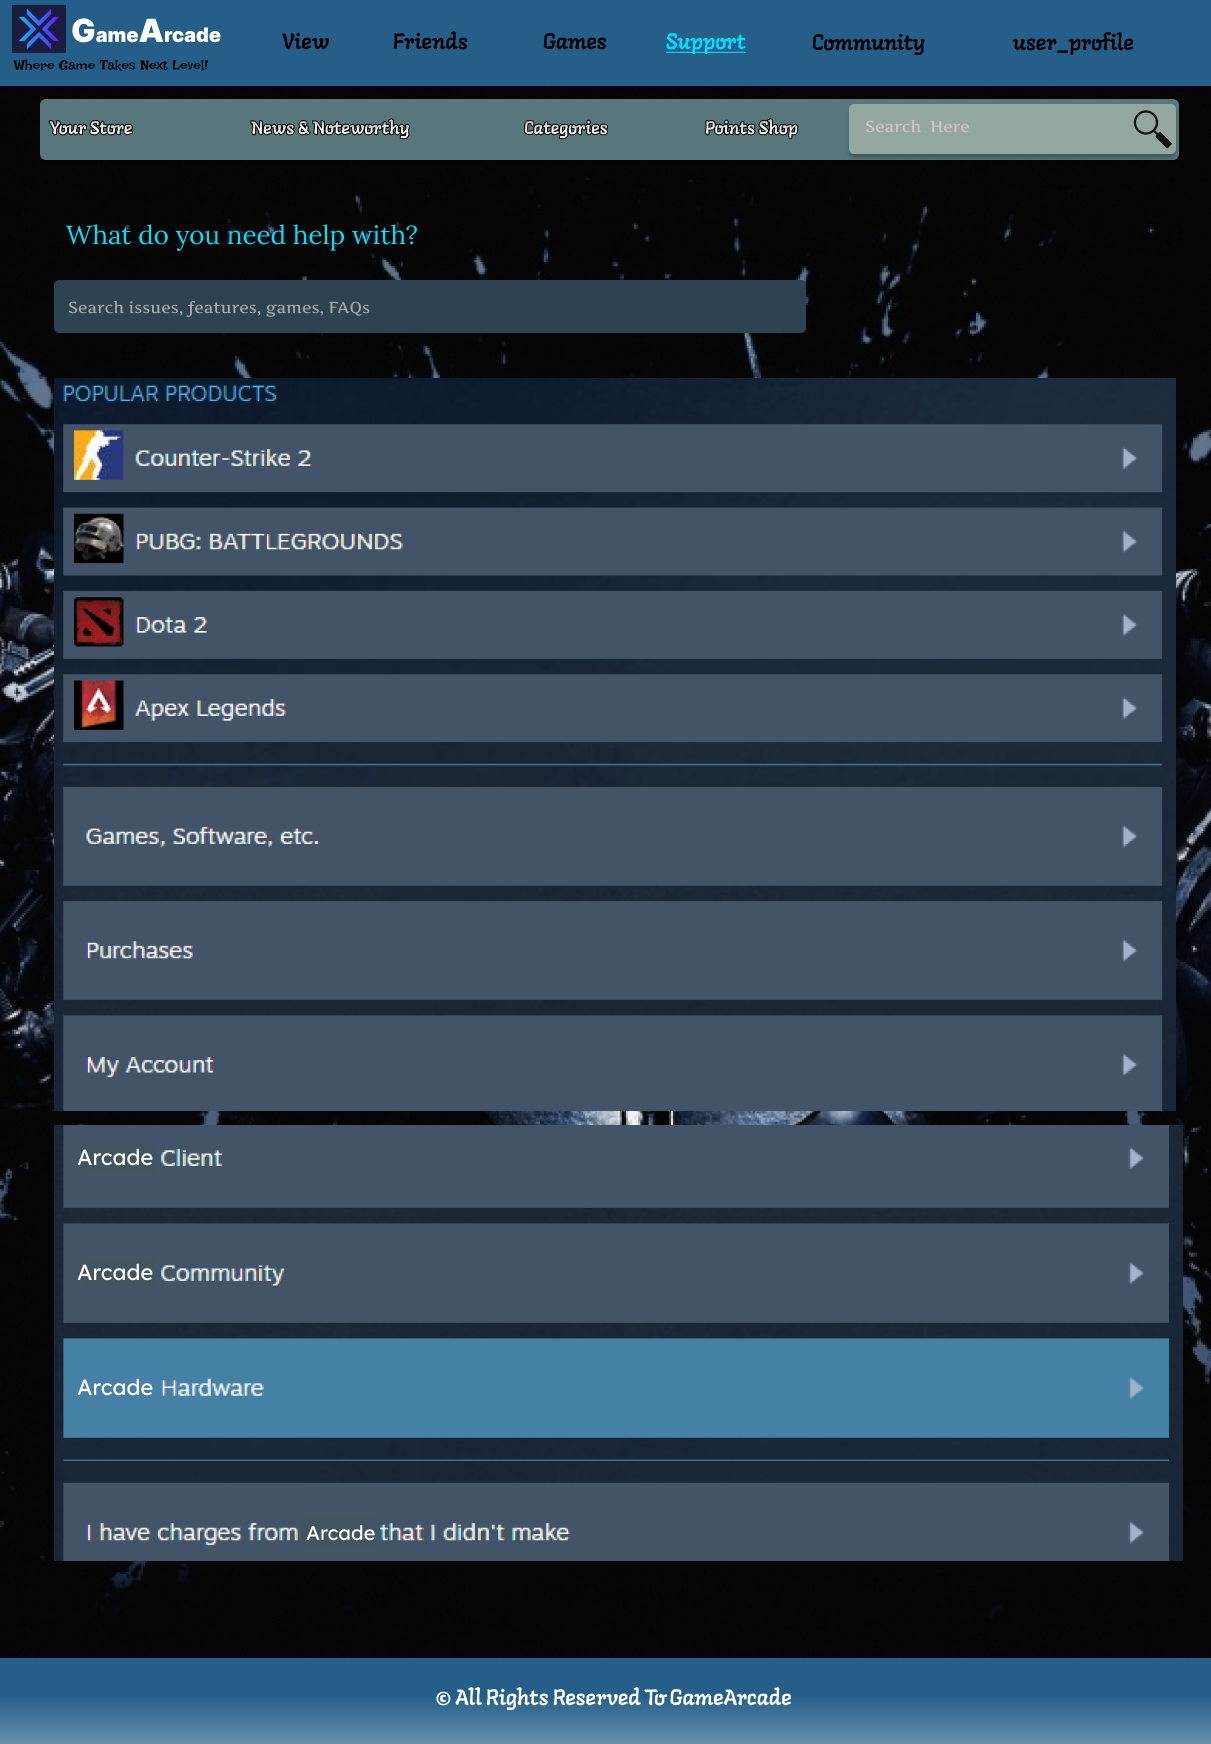 GameArcade
Where Game Takes Next Level!
View Friends Games Support Community user_profile
Your Store News & Noteworthy Categories Points Shop Search Here
What do you need help with?
Search issues, features, games, FAQs
POPULAR PRODUCTS
Counter-Strike 2
PUBG: BATTLEGROUNDS
Dota 2
Apex Legends
Games, Software, etc.
Purchases
My Account
Arcade Client
Arcade Community
Arcade Hardware
I have charges from Arcade that I didn't make
© All Rights Reserved To GameArcade